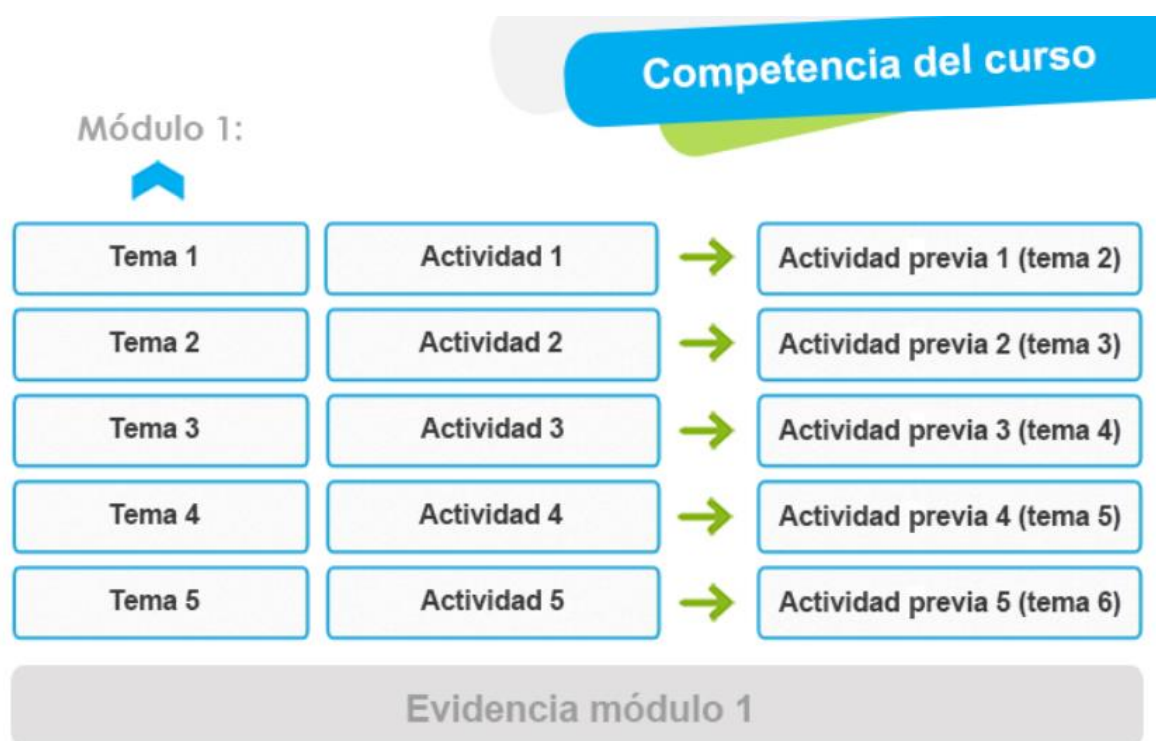 Competencia del curso
Módulo 1:
Tema 1 Actividad 1 Actividad previa 1 (tema 2)
Tema 2 Actividad 2 Actividad previa 2 (tema 3)
Tema 3 Actividad 3 Actividad previa 3 (tema 4)
Tema 4 Actividad 4 Actividad previa 4 (tema 5)
Tema 5 Actividad 5 Actividad previa 5 (tema 6)
Evidencia módulo 1